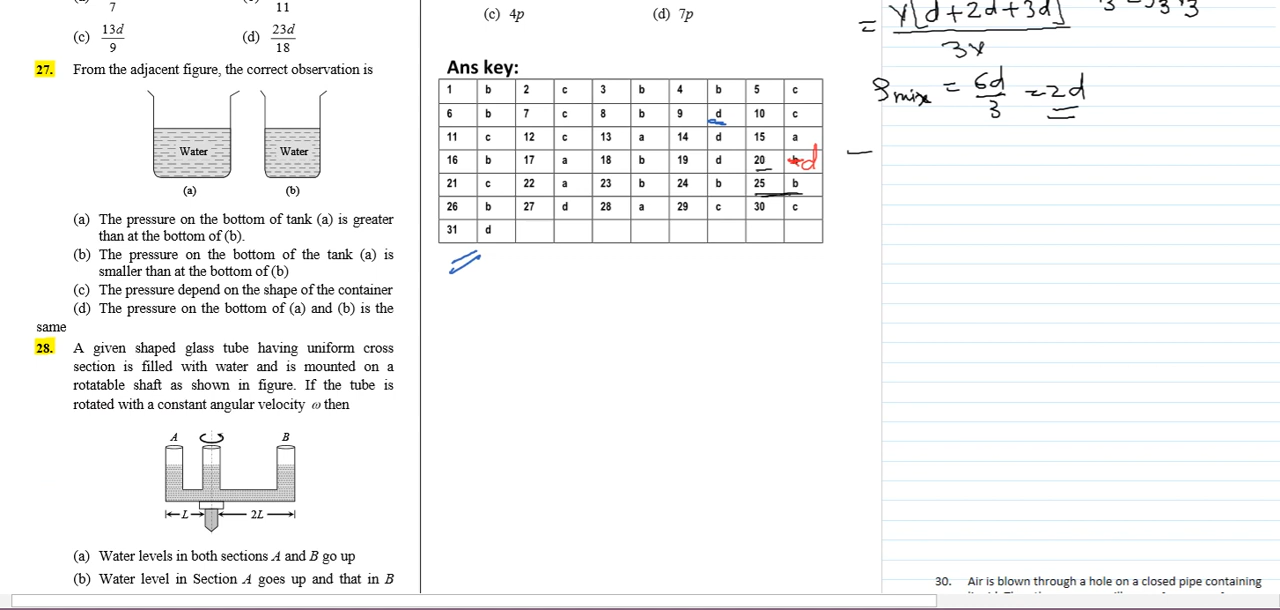 7
11
(c) 13d/9 (d) 23d/18
27. From the adjacent figure, the correct observation is
Water Water
(a) (b)
(a) The pressure on the bottom of tank (a) is greater
than at the bottom of (b).
(b) The pressure on the bottom of the tank (a) is
smaller than at the bottom of (b)
(c) The pressure depend on the shape of the container
(d) The pressure on the bottom of (a) and (b) is the
same
28. A given shaped glass tube having uniform cross
section is filled with water and is mounted on a
rotatable shaft as shown in figure. If the tube is
rotated with a constant angular velocity ω then
A B
L 2L
(a) Water levels in both sections A and B go up
(b) Water level in Section A goes up and that in B
(c) 4p (d) 7p
Ans key:
1 b 2 c 3 b 4 b 5 c
6 b 7 c 8 b 9 d 10 c
11 c 12 c 13 a 14 d 15 a
16 b 17 a 18 b 19 d 20 d
21 c 22 a 23 b 24 b 25 b
26 b 27 d 28 a 29 c 30 c
31 d
= [d+2d+3d]
3
mix = 6d/3 = 2d
30. Air is blown through a hole on a closed pipe containing